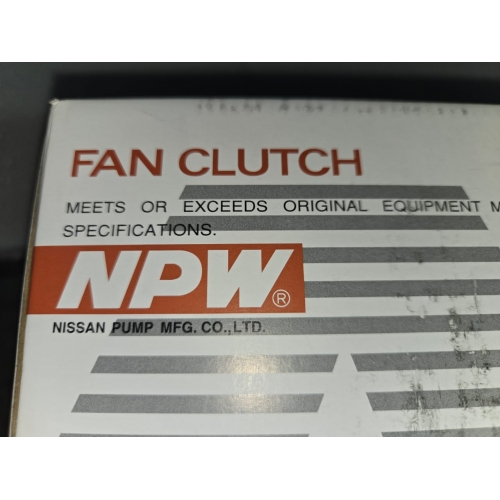 FAN CLUTCH
MEETS OR EXCEEDS ORIGINAL EQUIPMENT
SPECIFICATIONS.
NPW®
NISSAN PUMP MFG. CO.,LTD.